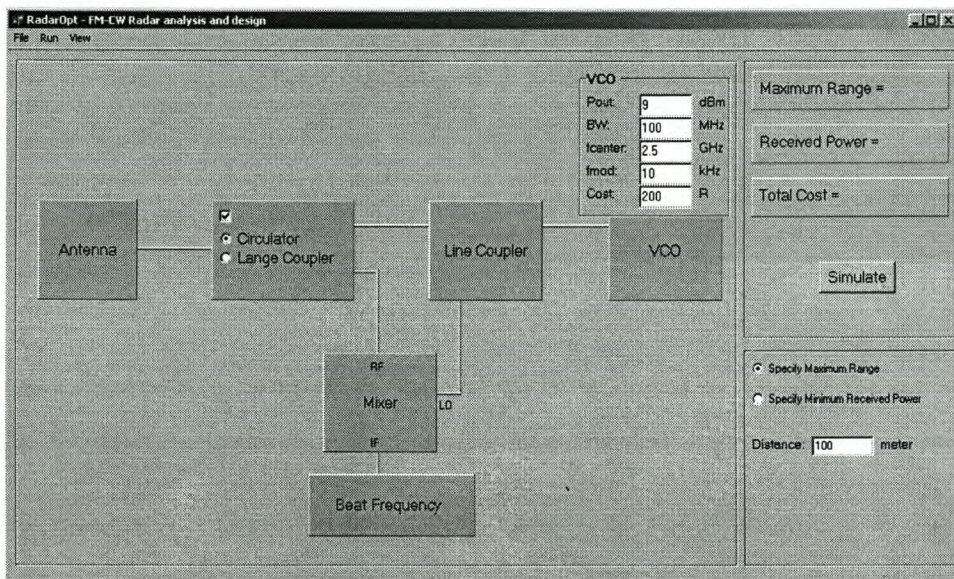 RadarOpt - FM-CW Radar analysis and design
File Run View
VCO
Pout: 9 dBm
BW: 100 MHz
fcenter: 2.5 GHz
fmod: 10 kHz
Cost: 200 R
Antenna
Circulator
Lange Coupler
Line Coupler
VCO
RF
Mixer
LO
IF
Beat Frequency
Maximum Range =
Received Power =
Total Cost =
Simulate
Specify Maximum Range
Specify Minimum Received Power
Distance: 100 meter